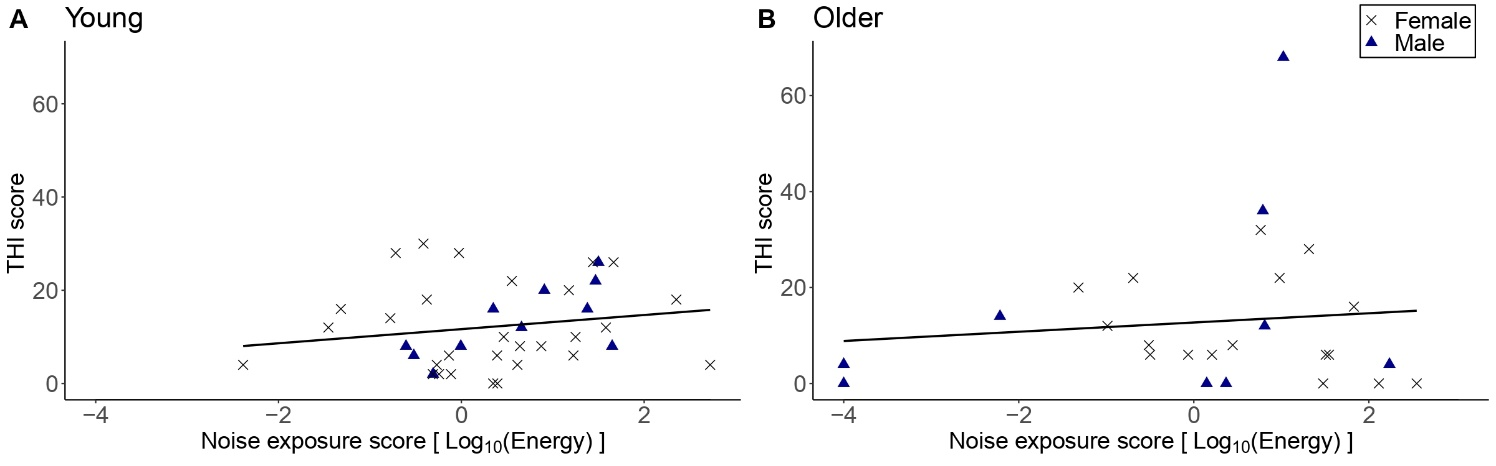 A Young
60
40
20
0
−4 −2 0 2
THI score
Noise exposure score [ Log10(Energy) ]
B Older
Female
Male
60
40
20
0
−4 −2 0 2
THI score
Noise exposure score [ Log10(Energy) ]